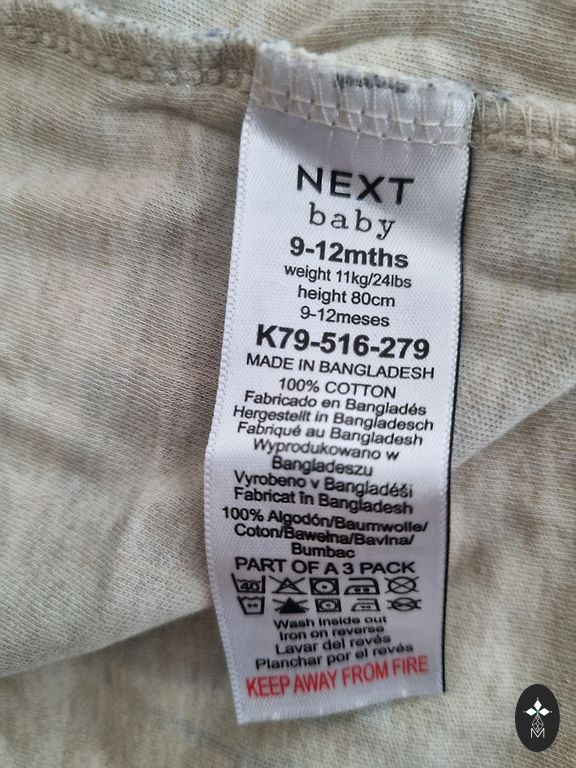 NEXT
baby
9-12mths
weight 11kg/24lbs
height 80cm
9-12meses
K79-516-279
MADE IN BANGLADESH
100% COTTON
Fabricado en Bangladés
Hergestellt in Bangladesch
Fabriqué au Bangladesh
Wyprodukowano w
Bangladeszu
Vyrobeno v Bangladéši
Fabricat în Bangladesh
100% Algodón/Baumwolle/
Coton/Bawełna/Bavlna/
Bumbac
PART OF A 3 PACK
40
Wash inside out
Iron on reverse
Lavar del revés
Planchar por el revés
KEEP AWAY FROM FIRE
M